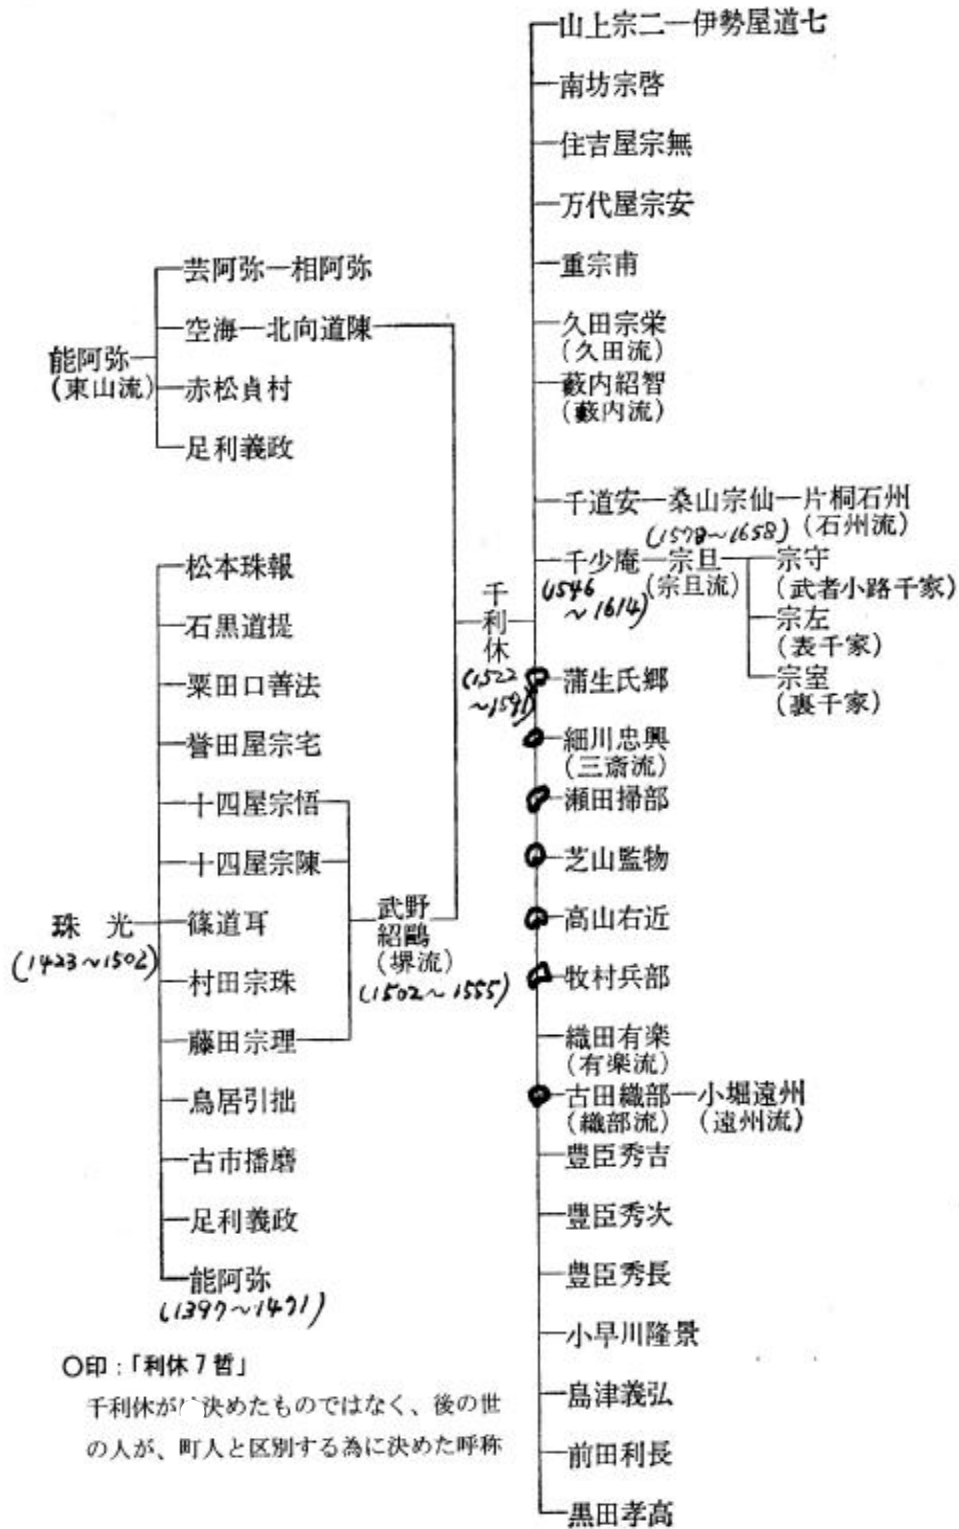 能阿弥
(東山流)
芸阿弥 相阿弥
空海 北向道陳
赤松貞村
足利義政
珠光
(1423〜1502)
松本珠報
石黒道提
粟田口善法
誉田屋宗宅
十四屋宗悟
十四屋宗陳
篠道耳
村田宗珠
藤田宗理
鳥居引拙
古市播磨
足利義政
能阿弥
(1397〜1471)
武野
紹鷗
(堺流)
(1502〜1555)
千利休
(1522
〜1591)
山上宗二 伊勢屋道七
南坊宗啓
住吉屋宗無
万代屋宗安
重宗甫
久田宗栄
(久田流)
藪内紹智
(藪内流)
千道安 桑山宗仙 片桐石州
(石州流)
(1578〜1658)
千少庵 宗旦 宗守
(1546
〜1614)
(宗旦流)
(武者小路千家)
宗左
(表千家)
宗室
(裏千家)
蒲生氏郷
細川忠興
(三斎流)
瀬田掃部
芝山監物
高山右近
牧村兵部
織田有楽
(有楽流)
古田織部 小堀遠州
(織部流) (遠州流)
豊臣秀吉
豊臣秀次
豊臣秀長
小早川隆景
島津義弘
前田利長
黒田孝高
○印:「利休7哲」
千利休が 決めたものではなく、後の世
の人が、町人と区別する為に決めた呼称